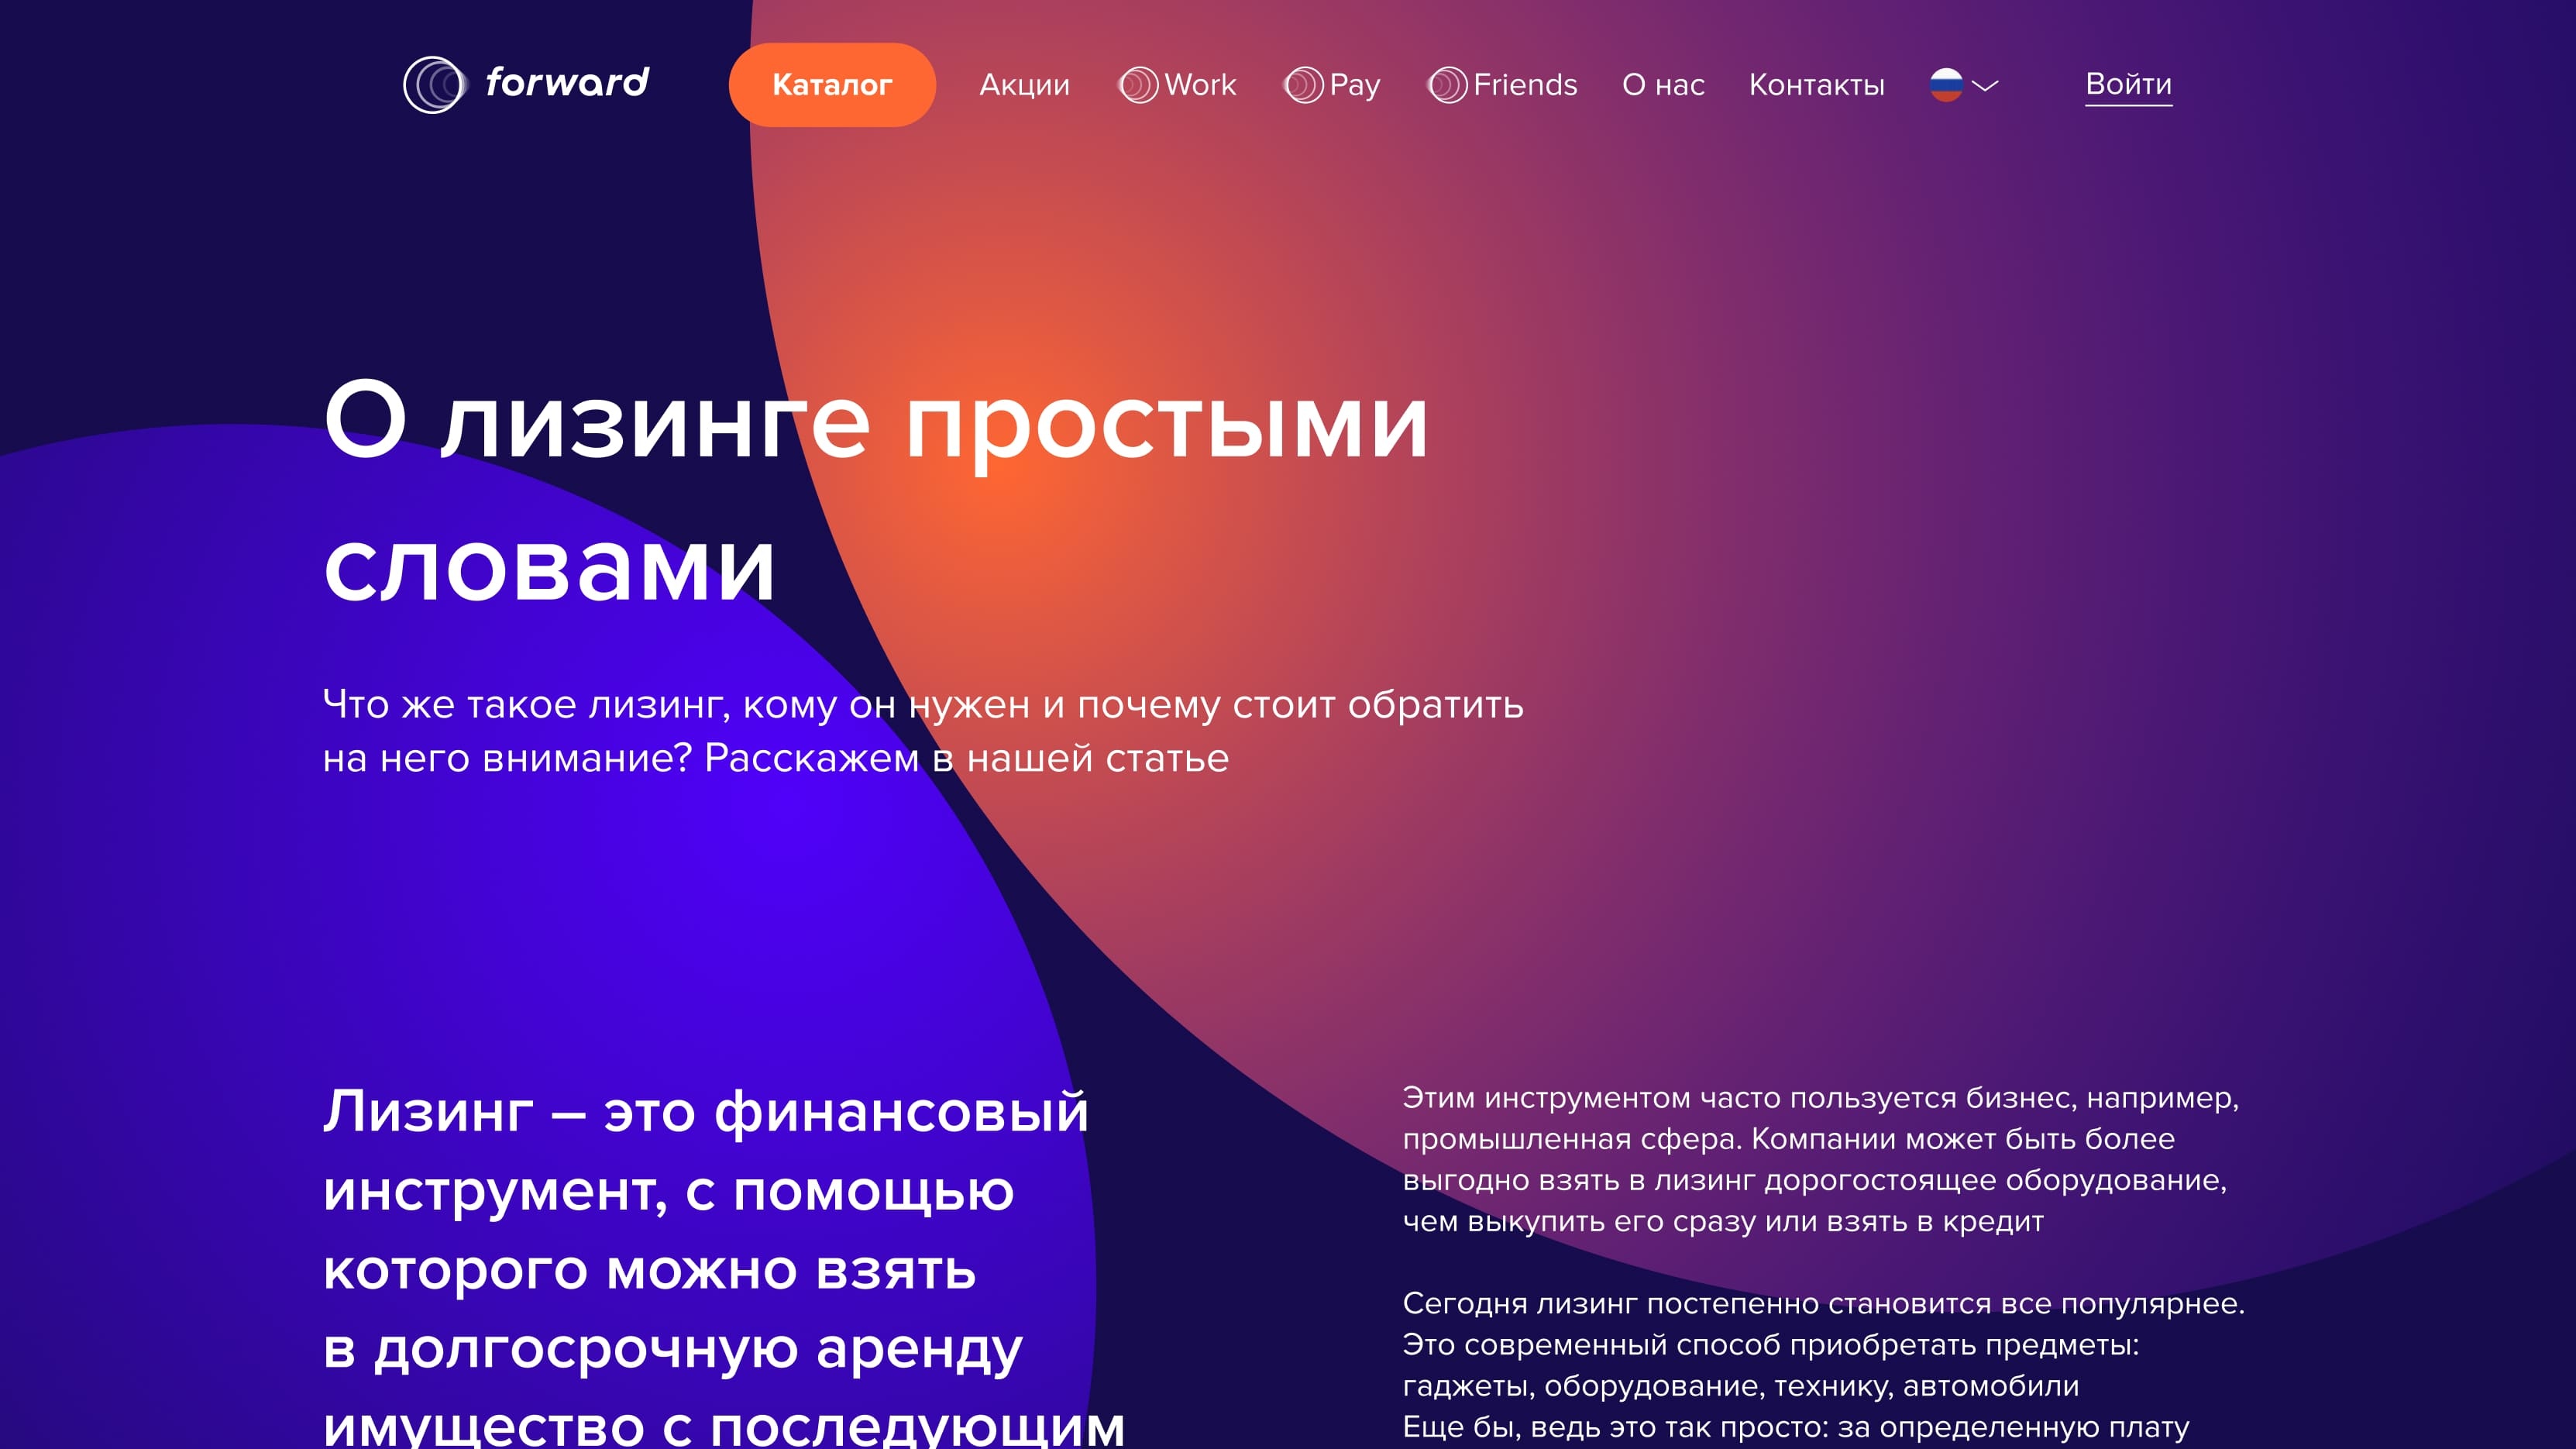 forward
Каталог
Акции
Work
Pay
Friends
О нас
Контакты
Войти
О лизинге простыми
словами
Что же такое лизинг, кому он нужен и почему стоит обратить
на него внимание? Расскажем в нашей статье
Лизинг – это финансовый
инструмент, с помощью
которого можно взять
в долгосрочную аренду
имущество с последующим
Этим инструментом часто пользуется бизнес, например,
промышленная сфера. Компании может быть более
выгодно взять в лизинг дорогостоящее оборудование,
чем выкупить его сразу или взять в кредит
Сегодня лизинг постепенно становится все популярнее.
Это современный способ приобретать предметы:
гаджеты, оборудование, технику, автомобили
Еще бы, ведь это так просто: за определенную плату